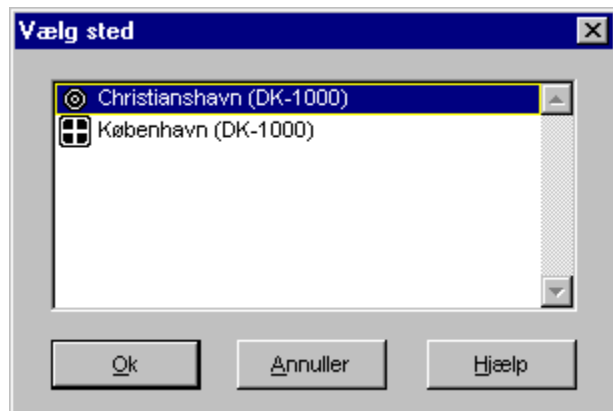 Vælg sted
Christianshavn (DK-1000)
København (DK-1000)
Ok
Annuller
Hjælp